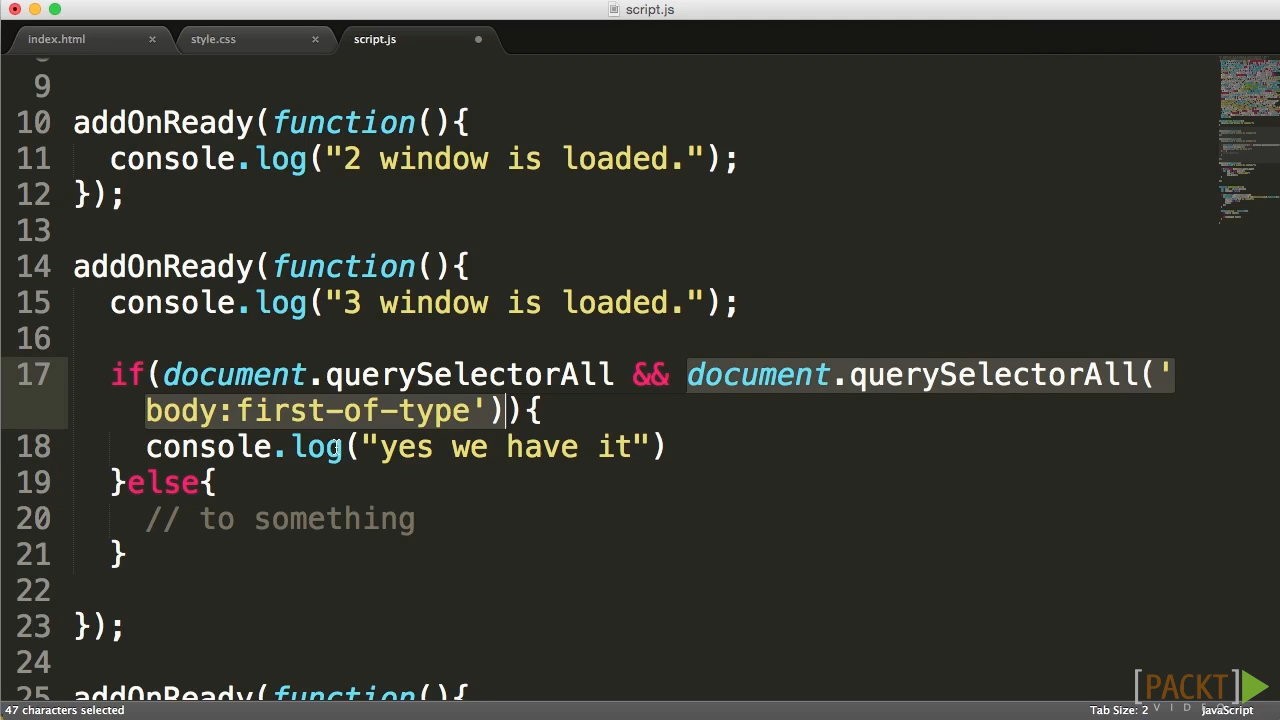 script.js
index.html × style.css × script.js
8
9
10 addOnReady(function(){
11 console.log("2 window is loaded.");
12 });
13
14 addOnReady(function(){
15 console.log("3 window is loaded.");
16
17 if(document.querySelectorAll && document.querySelectorAll('
body:first-of-type')){
18 console.log("yes we have it")
19 }else{
20 // to something
21 }
22
23 });
24
25 addOnReady(function(){
[PACKT]
VIDEO
47 characters selected Tab Size: 2 JavaScript